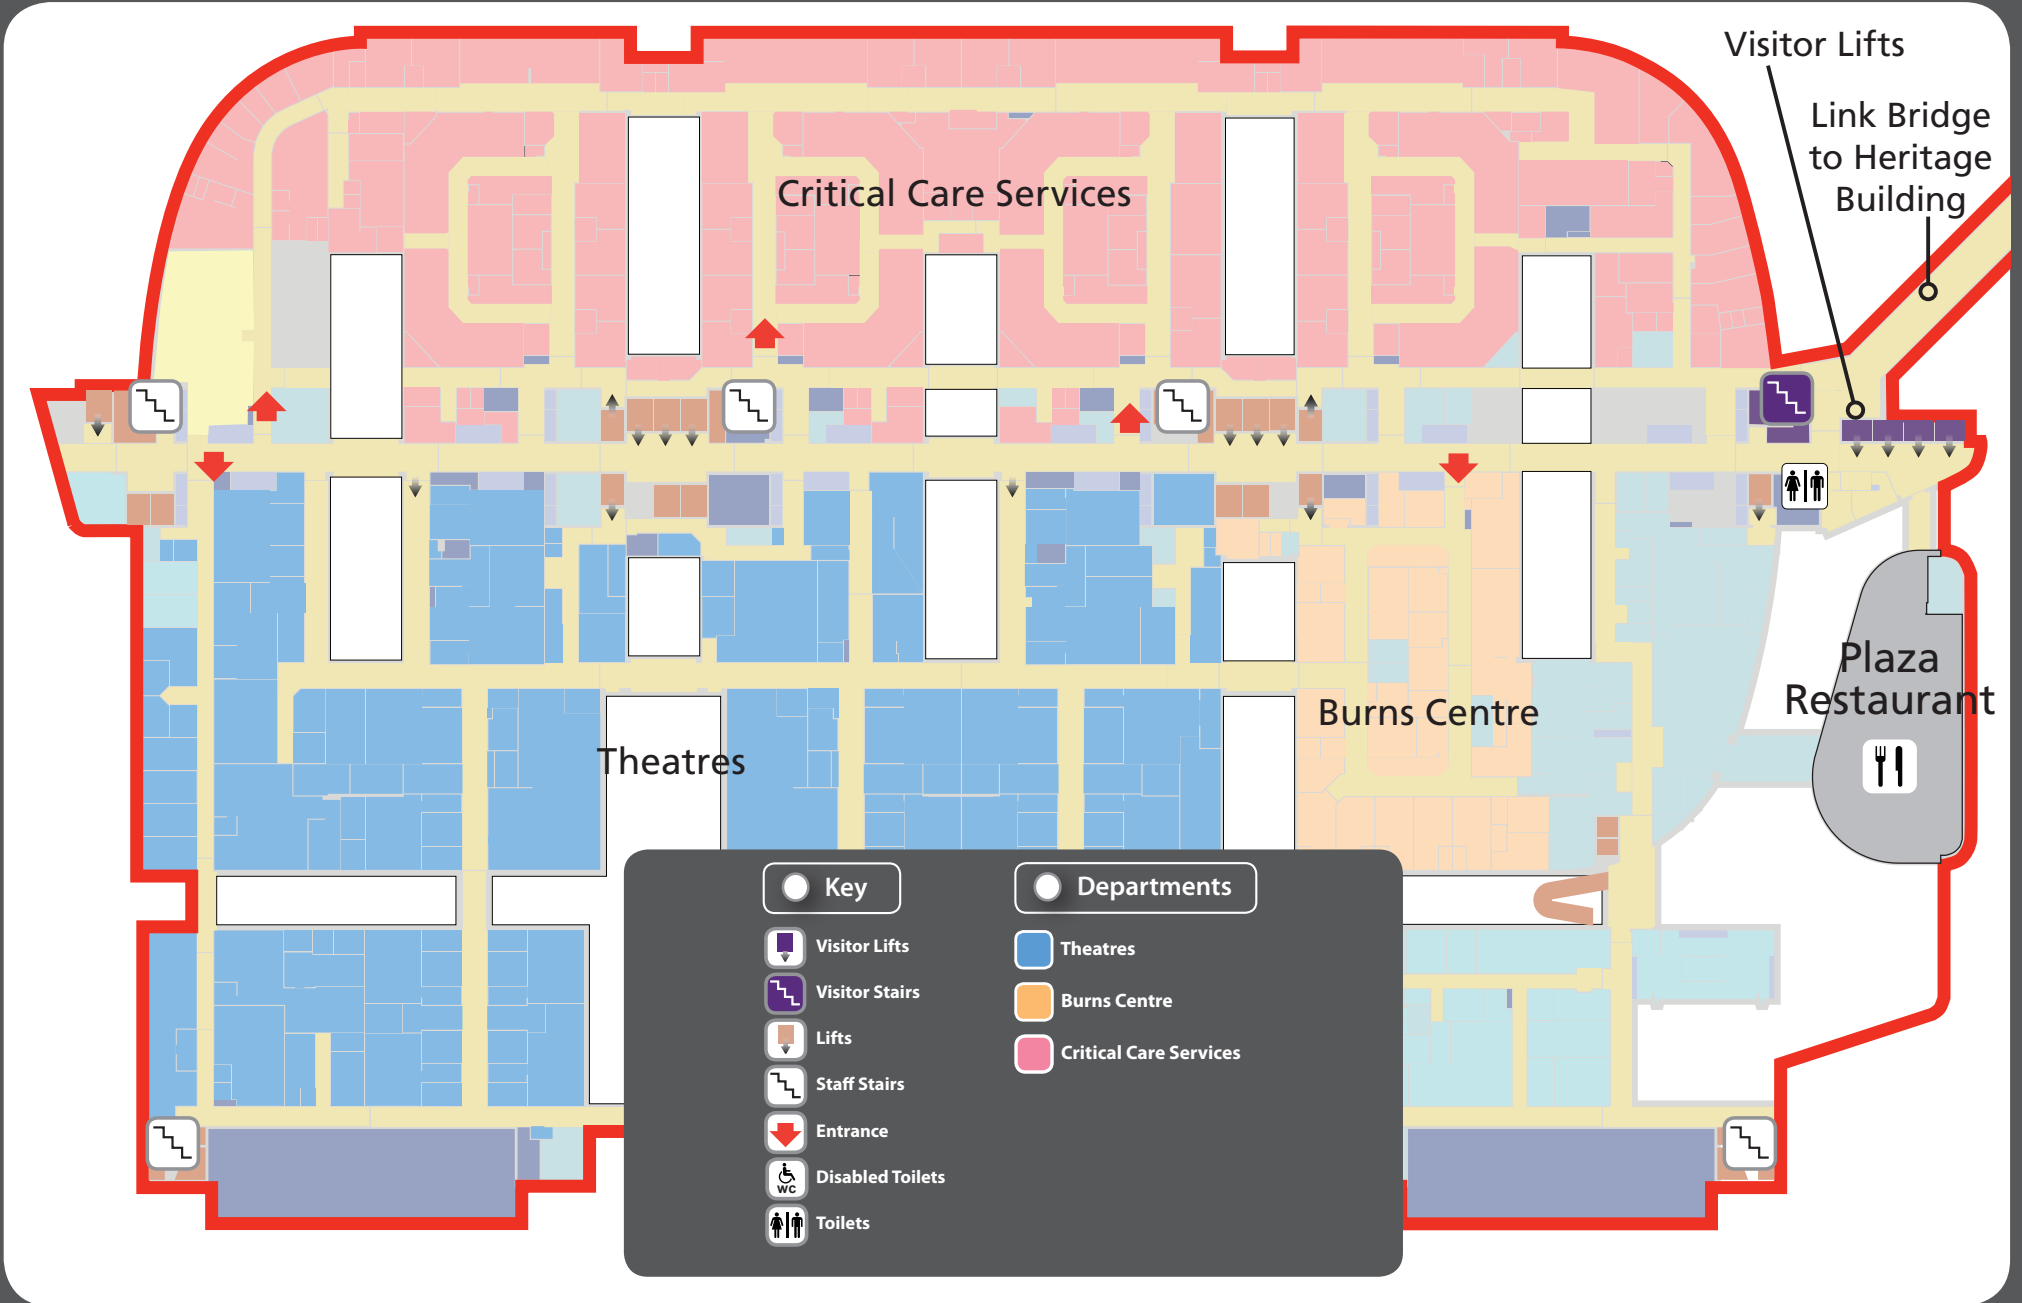 Visitor Lifts
Link Bridge
to Heritage
Building
Critical Care Services
Plaza
Restaurant
Burns Centre
Theatres
Key
Visitor Lifts
Visitor Stairs
Lifts
Staff Stairs
Entrance
WC
Disabled Toilets
Toilets
Departments
Theatres
Burns Centre
Critical Care Services